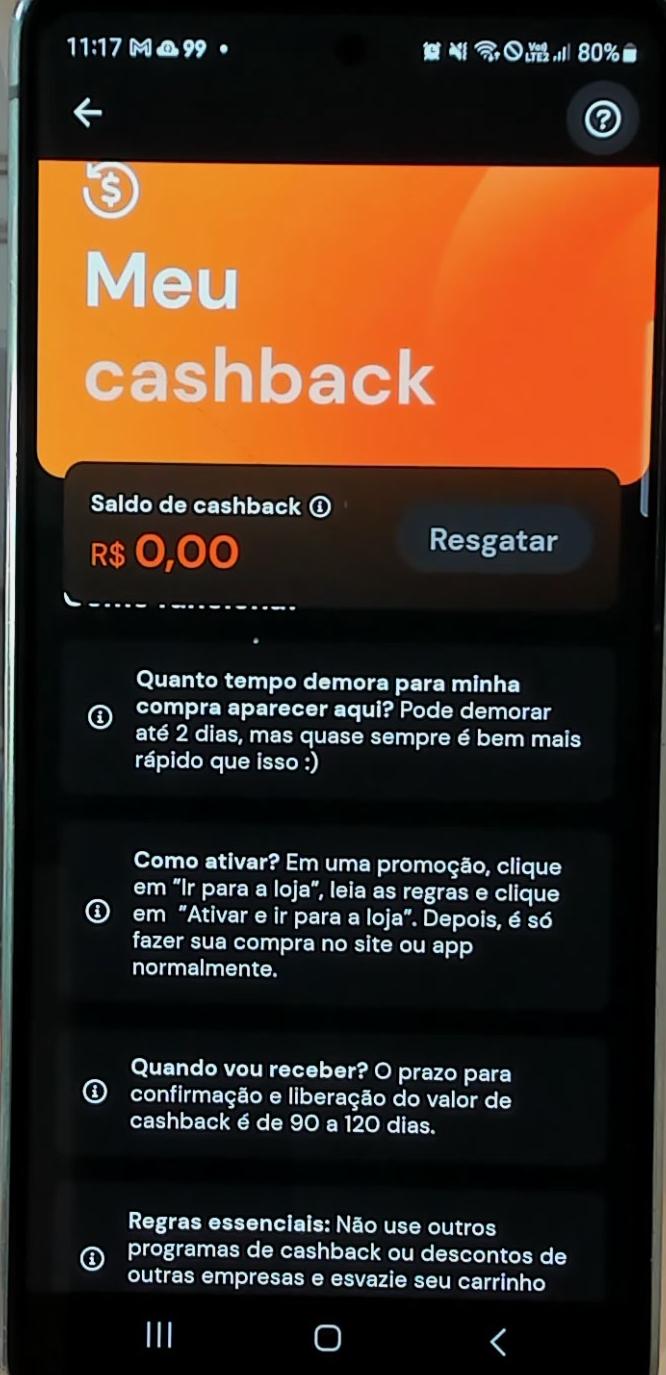 11:17 M 99 •
Vo) LTE2 80%
Meu
cashback
Saldo de cashback
R$ 0,00
Resgatar
Como funciona?
Quanto tempo demora para minha
compra aparecer aqui? Pode demorar
até 2 dias, mas quase sempre é bem mais
rápido que isso :)
Como ativar? Em uma promoção, clique
em "Ir para a loja", leia as regras e clique
em "Ativar e ir para a loja". Depois, é só
fazer sua compra no site ou app
normalmente.
Quando vou receber? O prazo para
confirmação e liberação do valor de
cashback é de 90 a 120 dias.
Regras essenciais: Não use outros
programas de cashback ou descontos de
outras empresas e esvazie seu carrinho